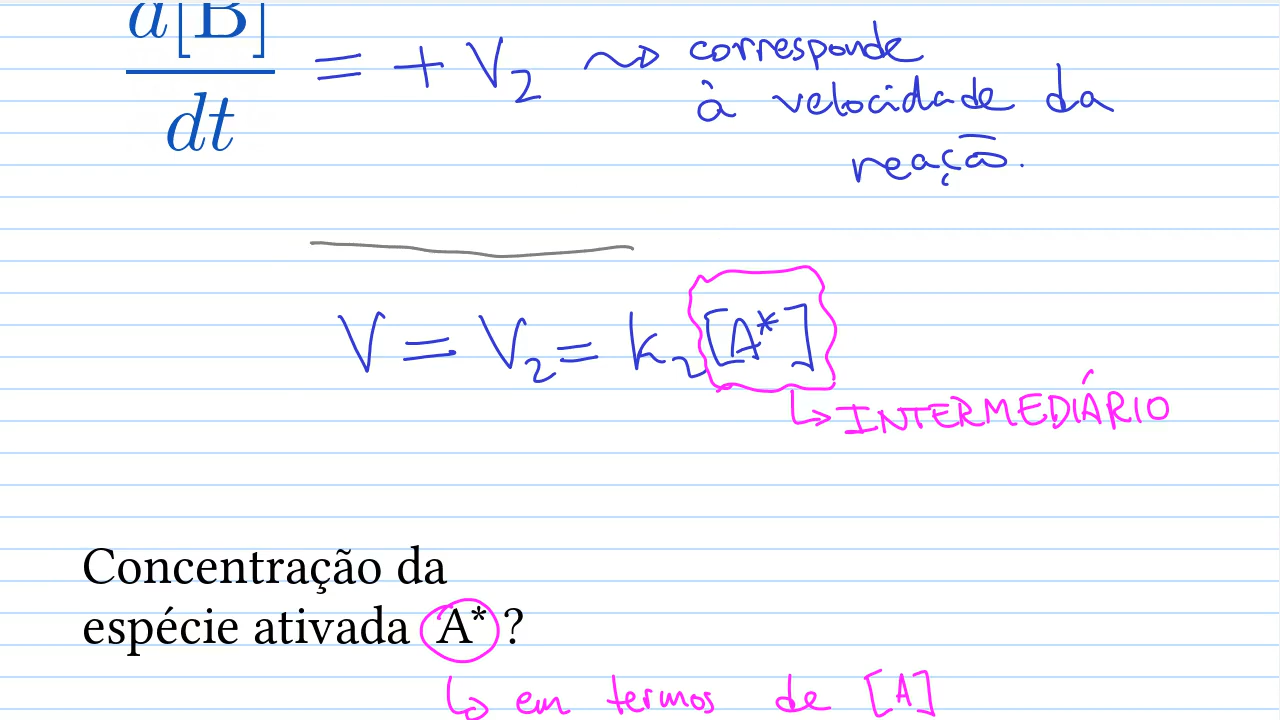 d[B]/dt = + V₂ ⤳ corresponde
à velocidade da
reação.
V = V₂ = k₂[A*]
↳ INTERMEDIÁRIO
Concentração da
espécie ativada A* ?
↳ em termos de [A]